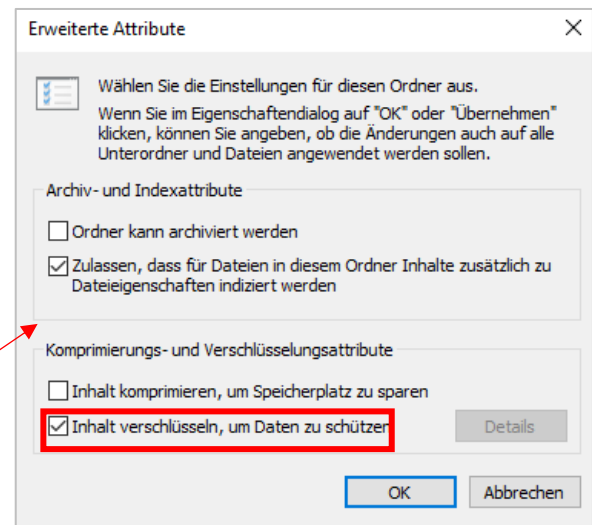 Erweiterte Attribute
Wählen Sie die Einstellungen für diesen Ordner aus.
Wenn Sie im Eigenschaftendialog auf "OK" oder "Übernehmen"
klicken, können Sie angeben, ob die Änderungen auch auf alle
Unterordner und Dateien angewendet werden sollen.
Archiv- und Indexattribute
Ordner kann archiviert werden
Zulassen, dass für Dateien in diesem Ordner Inhalte zusätzlich zu
Dateieigenschaften indiziert werden
Komprimierungs- und Verschlüsselungsattribute
Inhalt komprimieren, um Speicherplatz zu sparen
Inhalt verschlüsseln, um Daten zu schützen
Details
OK
Abbrechen